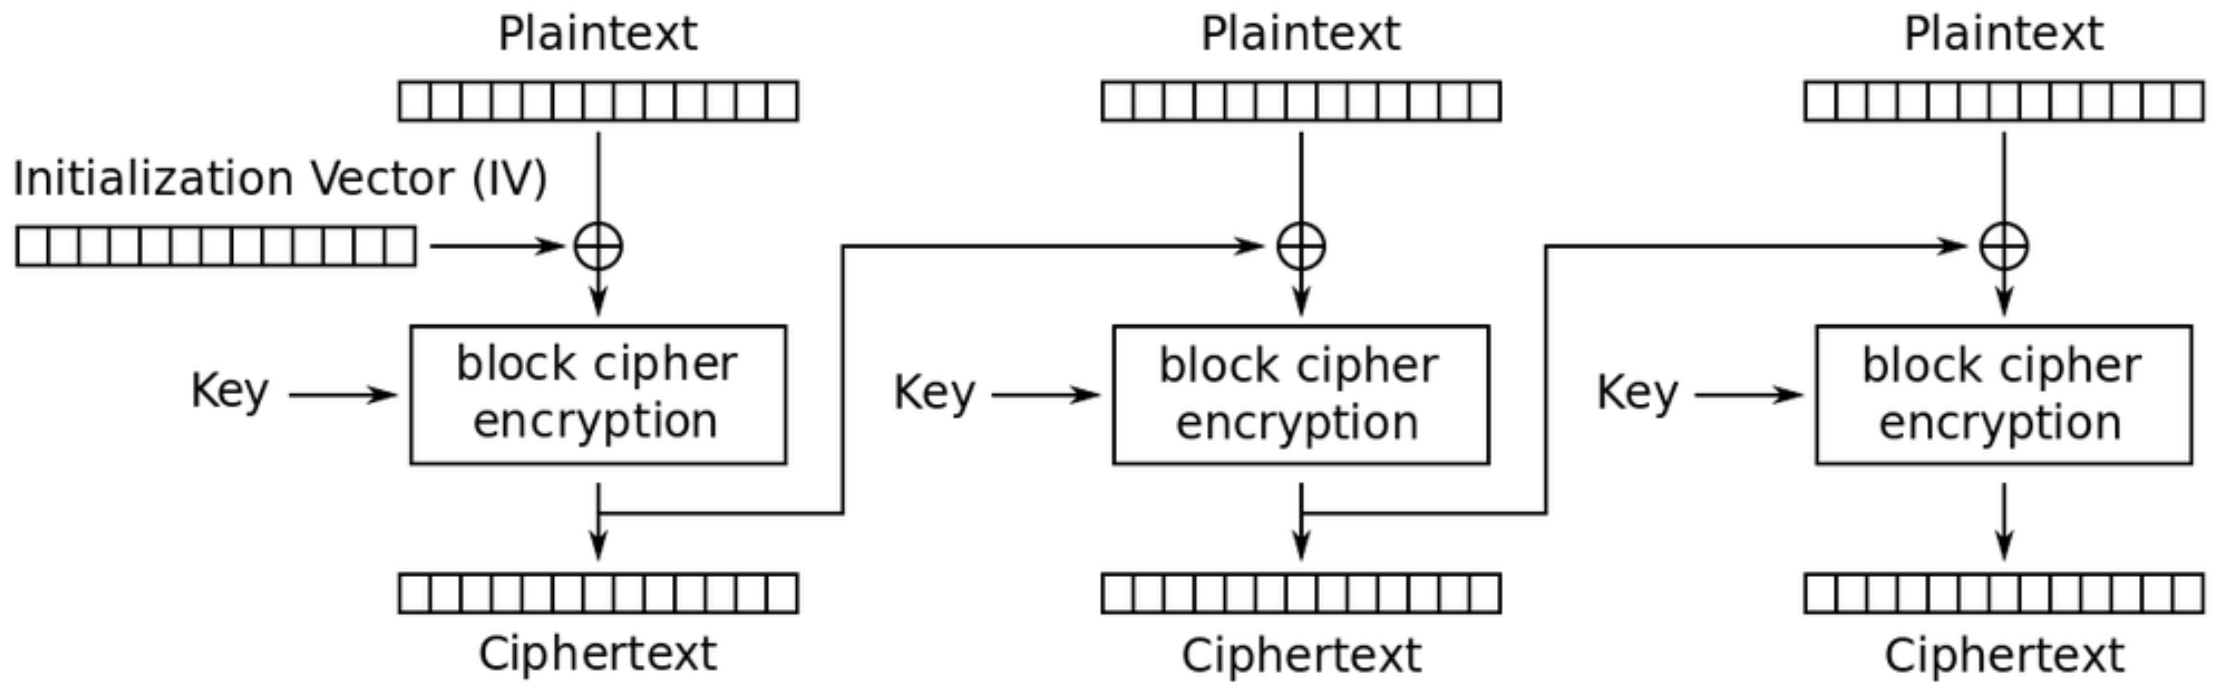 Plaintext
Plaintext
Plaintext
Initialization Vector (IV)
Key
block cipher
encryption
Key
block cipher
encryption
Key
block cipher
encryption
Ciphertext
Ciphertext
Ciphertext